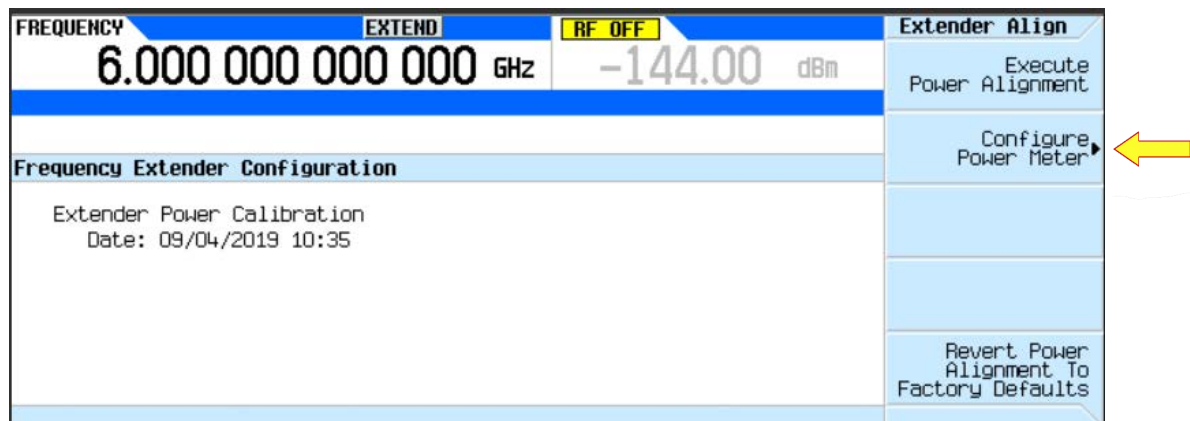 FREQUENCY EXTEND RF OFF Extender Align
6.000 000 000 000 GHz -144.00 dBm
Execute
Power Alignment
Configure
Power Meter
Frequency Extender Configuration
Extender Power Calibration
Date: 09/04/2019 10:35
Revert Power
Alignment To
Factory Defaults